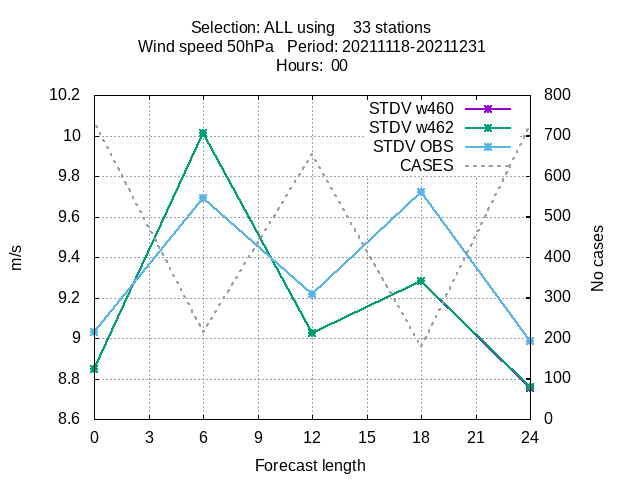 Selection: ALL using    33 stations
Wind speed 50hPa   Period: 20211118-20211231
Hours:  00
STDV w460
STDV w462
STDV OBS
CASES
10.2
10
9.8
9.6
9.4
9.2
9
8.8
8.6
m/s
800
700
600
500
400
300
200
100
0
No cases
0 3 6 9 12 15 18 21 24
Forecast length